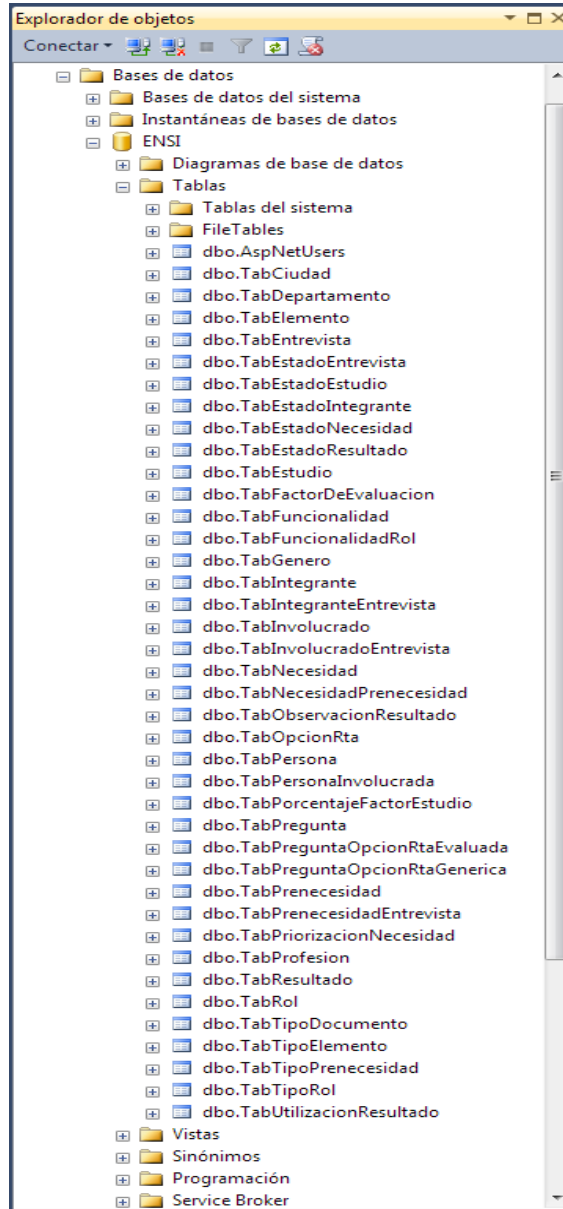 Explorador de objetos
Conectar
Bases de datos
Bases de datos del sistema
Instantáneas de bases de datos
ENSI
Diagramas de base de datos
Tablas
Tablas del sistema
FileTables
dbo.AspNetUsers
dbo.TabCiudad
dbo.TabDepartamento
dbo.TabElemento
dbo.TabEntrevista
dbo.TabEstadoEntrevista
dbo.TabEstadoEstudio
dbo.TabEstadoIntegrante
dbo.TabEstadoNecesidad
dbo.TabEstadoResultado
dbo.TabEstudio
dbo.TabFactorDeEvaluacion
dbo.TabFuncionalidad
dbo.TabFuncionalidadRol
dbo.TabGenero
dbo.TabIntegrante
dbo.TabIntegranteEntrevista
dbo.TabInvolucrado
dbo.TabInvolucradoEntrevista
dbo.TabNecesidad
dbo.TabNecesidadPrenecesidad
dbo.TabObservacionResultado
dbo.TabOpcionRta
dbo.TabPersona
dbo.TabPersonaInvolucrada
dbo.TabPorcentajeFactorEstudio
dbo.TabPregunta
dbo.TabPreguntaOpcionRtaEvaluada
dbo.TabPreguntaOpcionRtaGenerica
dbo.TabPrenecesidad
dbo.TabPrenecesidadEntrevista
dbo.TabPriorizacionNecesidad
dbo.TabProfesion
dbo.TabResultado
dbo.TabRol
dbo.TabTipoDocumento
dbo.TabTipoElemento
dbo.TabTipoPrenecesidad
dbo.TabTipoRol
dbo.TabUtilizacionResultado
Vistas
Sinónimos
Programación
Service Broker